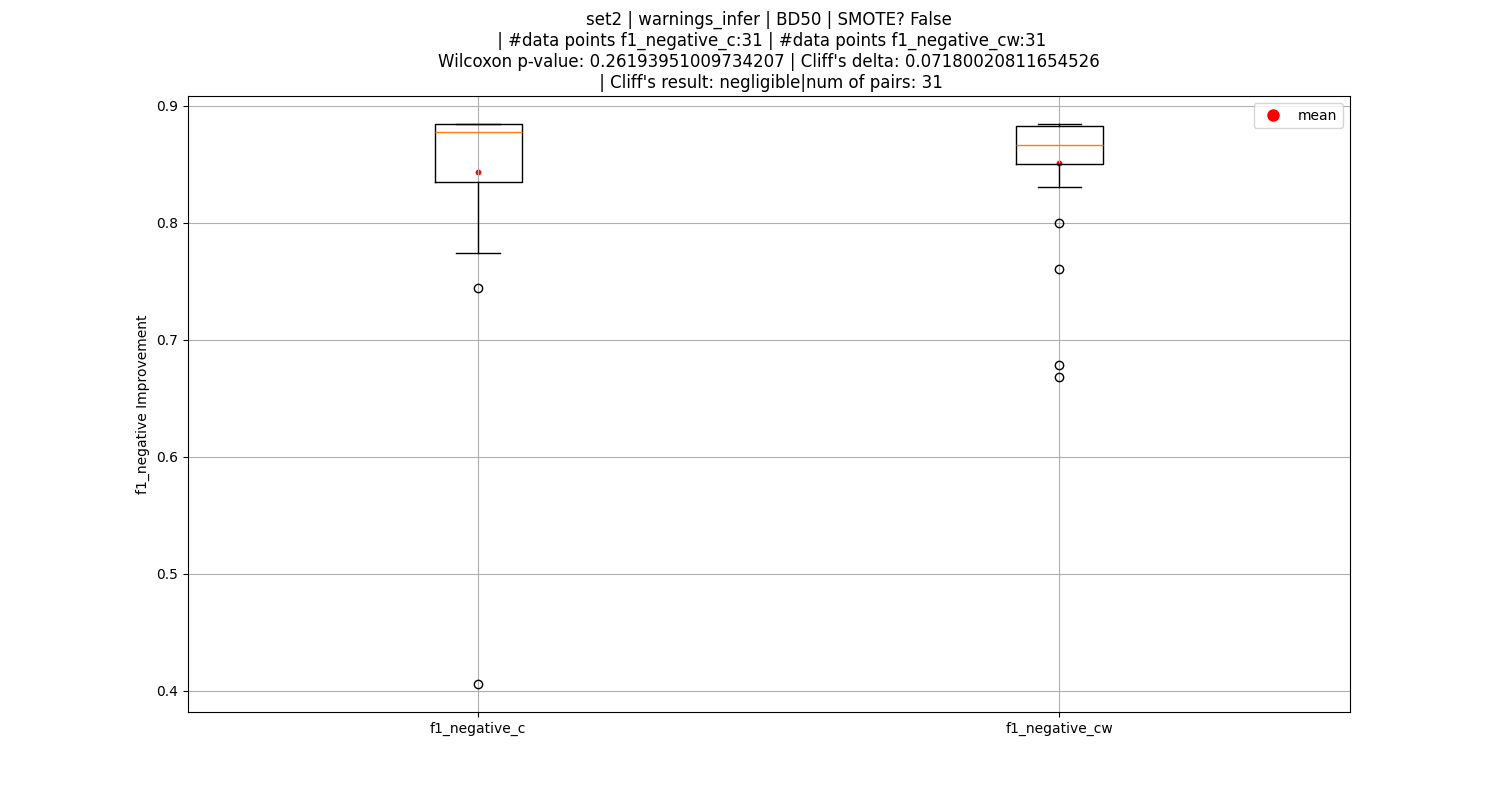 set2 | warnings_infer | BD50 | SMOTE? False
| #data points f1_negative_c:31 | #data points f1_negative_cw:31
Wilcoxon p-value: 0.26193951009734207 | Cliff's delta: 0.07180020811654526
| Cliff's result: negligible|num of pairs: 31
mean
0.9
0.8
0.7
0.6
0.5
0.4
f1_negative Improvement
f1_negative_c
f1_negative_cw